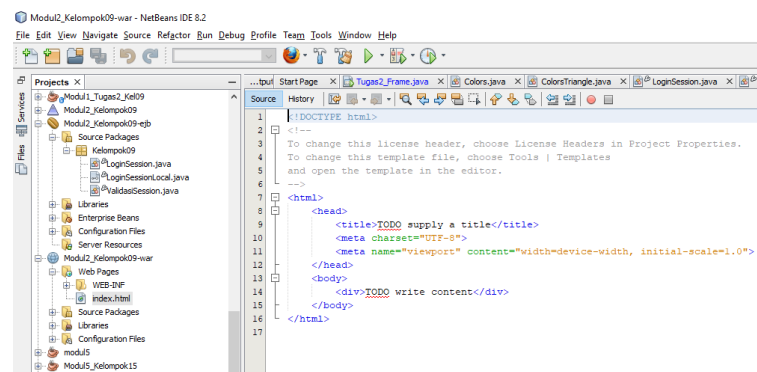 Modul2_Kelompok09-war - NetBeans IDE 8.2
File Edit View Navigate Source Refactor Run Debug Profile Team Tools Window Help
Projects
...tput Start Page Tugas2_Frame.java Colors.java ColorsTriangle.java LoginSession.java
Services
Files
Modul1_Tugas2_Kel09
Modul2_Kelompok09
Modul2_Kelompok09-ejb
Source Packages
Kelompok09
LoginSession.java
LoginSessionLocal.java
ValidasiSession.java
Libraries
Enterprise Beans
Configuration Files
Server Resources
Modul2_Kelompok09-war
Web Pages
WEB-INF
index.html
Source Packages
Libraries
Configuration Files
modul5
Modul5_Kelompok15
Source History
1 <!DOCTYPE html>
2 <!--
3 To change this license header, choose License Headers in Project Properties.
4 To change this template file, choose Tools | Templates
5 and open the template in the editor.
6 -->
7 <html>
8 <head>
9 <title>TODO supply a title</title>
10 <meta charset="UTF-8">
11 <meta name="viewport" content="width=device-width, initial-scale=1.0">
12 </head>
13 <body>
14 <div>TODO write content</div>
15 </body>
16 </html>
17